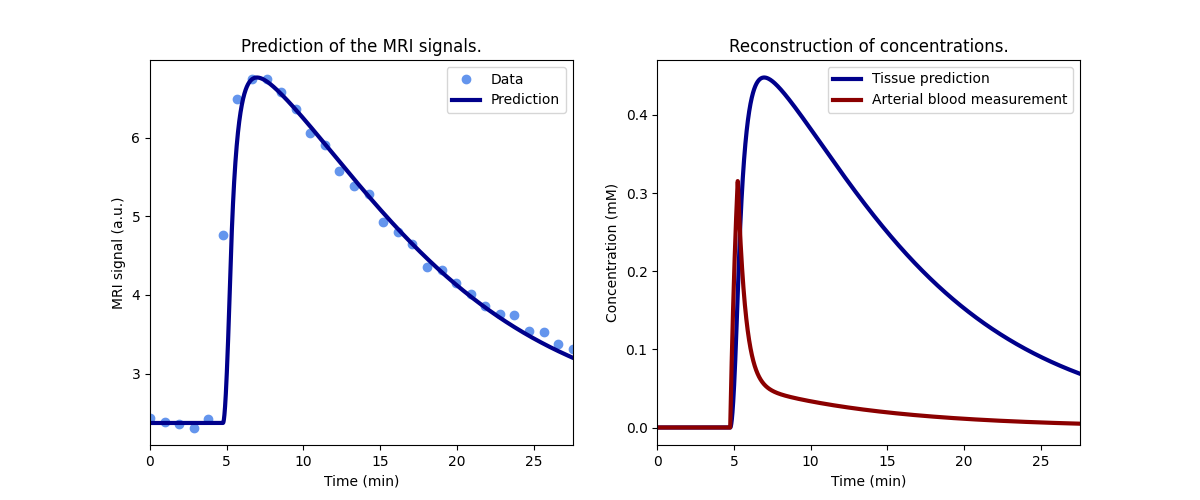 Prediction of the MRI signals.
Data
Prediction
6
5
4
3
MRI signal (a.u.)
0
5
10
15
20
25
Time (min)
Reconstruction of concentrations.
Tissue prediction
Arterial blood measurement
0.4
0.3
0.2
0.1
0.0
Concentration (mM)
0
5
10
15
20
25
Time (min)